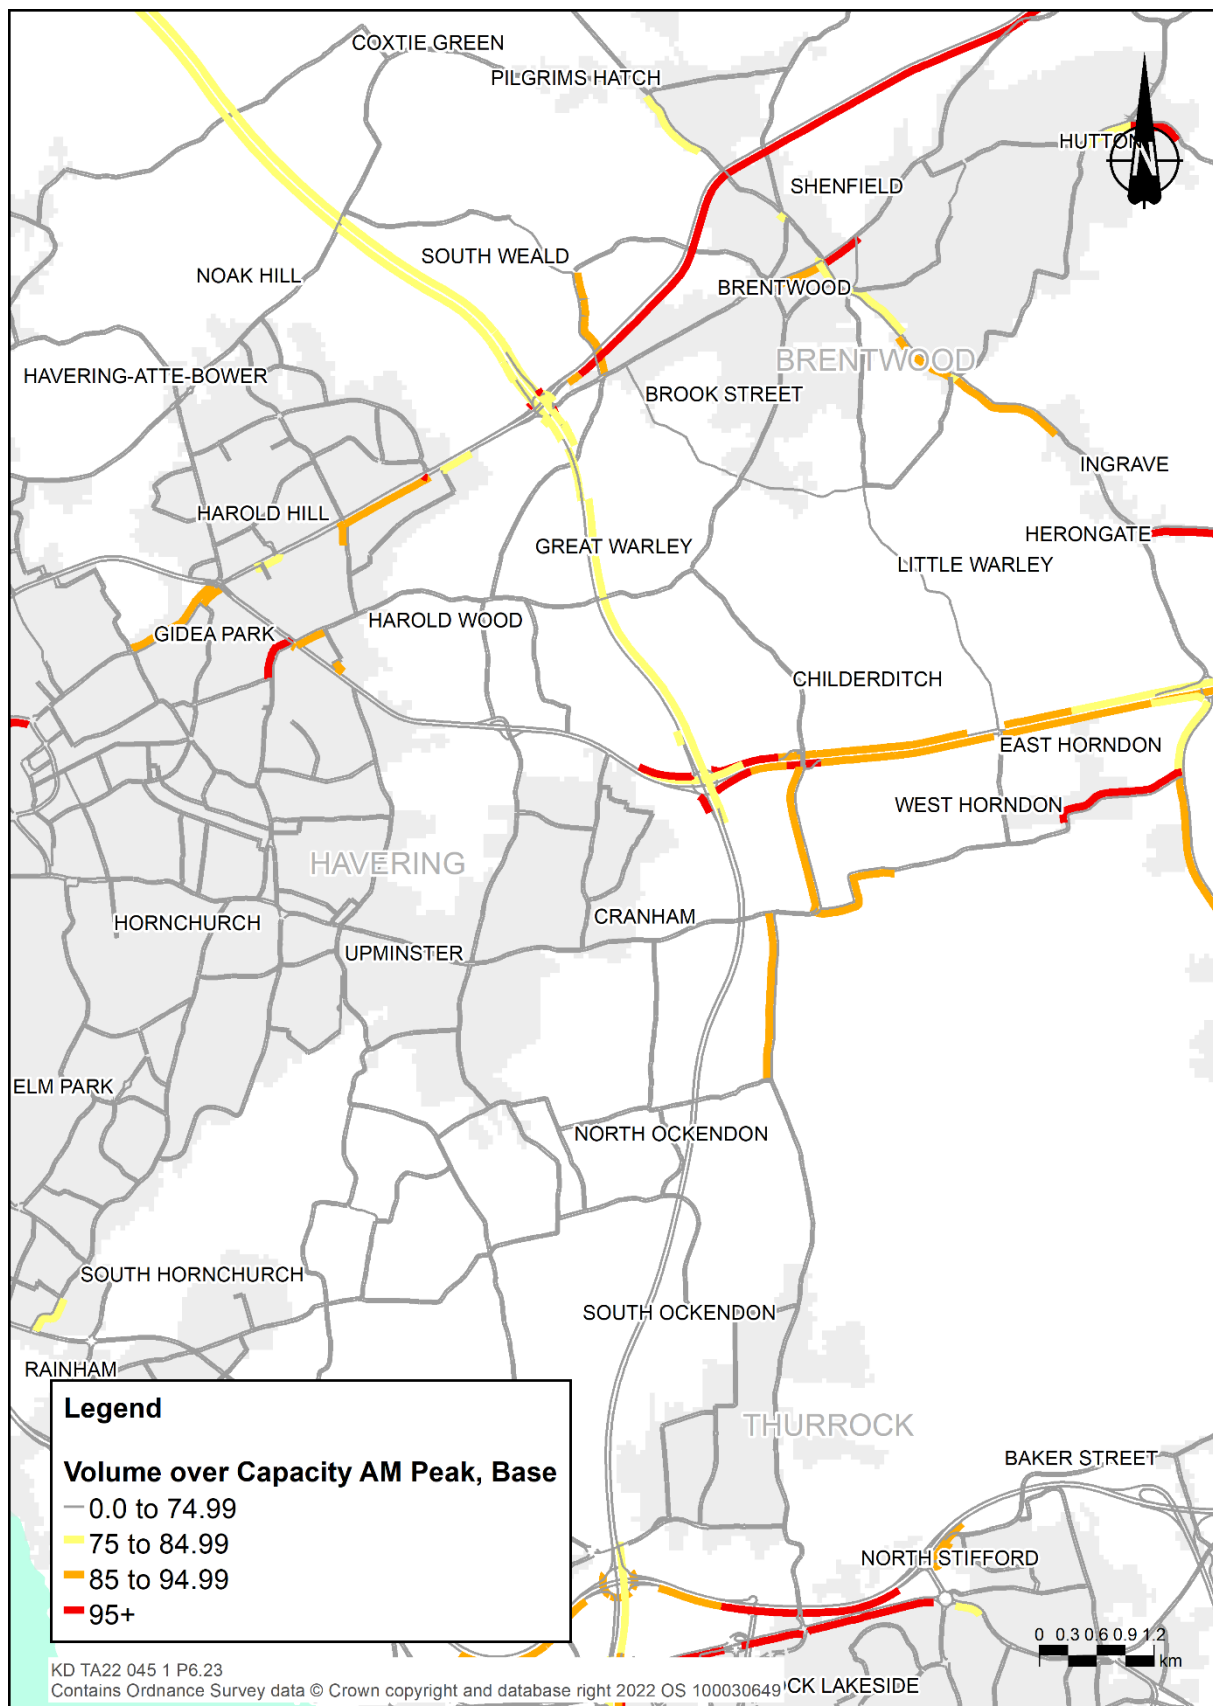 COXTIE GREEN
PILGRIMS HATCH
HUTTON
N
SHENFIELD
SOUTH WEALD
NOAK HILL
BRENTWOOD
BRENTWOOD
HAVERING-ATTE-BOWER
BROOK STREET
INGRAVE
HAROLD HILL
HERONGATE
GREAT WARLEY
LITTLE WARLEY
HAROLD WOOD
GIDEA PARK
CHILDERDITCH
EAST HORNDON
WEST HORNDON
HAVERING
CRANHAM
HORNCHURCH
UPMINSTER
ELM PARK
NORTH OCKENDON
SOUTH HORNCHURCH
SOUTH OCKENDON
RAINHAM
THURROCK
BAKER STREET
NORTH STIFFORD
Legend
Volume over Capacity AM Peak, Base
0.0 to 74.99
75 to 84.99
85 to 94.99
95+
0 0.3 0.6 0.9 1.2
km
KD TA22 045 1 P6.23
Contains Ordnance Survey data © Crown copyright and database right 2022 OS 100030649
OCK LAKESIDE